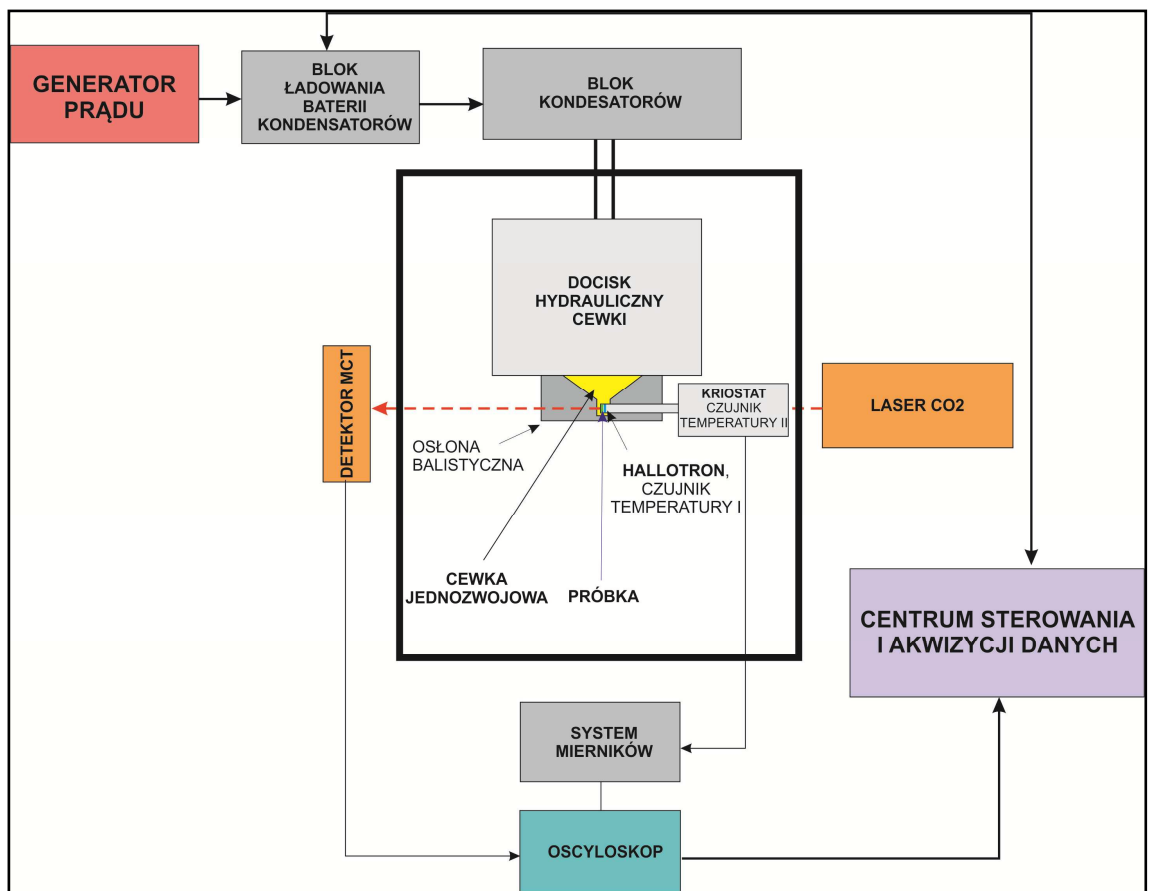 GENERATOR
PRĄDU
BLOK
ŁADOWANIA
BATERII
KONDENSATORÓW
BLOK
KONDESATORÓW
DOCISK
HYDRAULICZNY
CEWKI
DETEKTOR MCT
KRIOSTAT
CZUJNIK
TEMPERATURY II
LASER CO2
OSŁONA
BALISTYCZNA
HALLOTRON,
CZUJNIK
TEMPERATURY I
CEWKA
JEDNOZWOJOWA
PRÓBKA
CENTRUM STEROWANIA
I AKWIZYCJI DANYCH
SYSTEM
MIERNIKÓW
OSCYLOSKOP